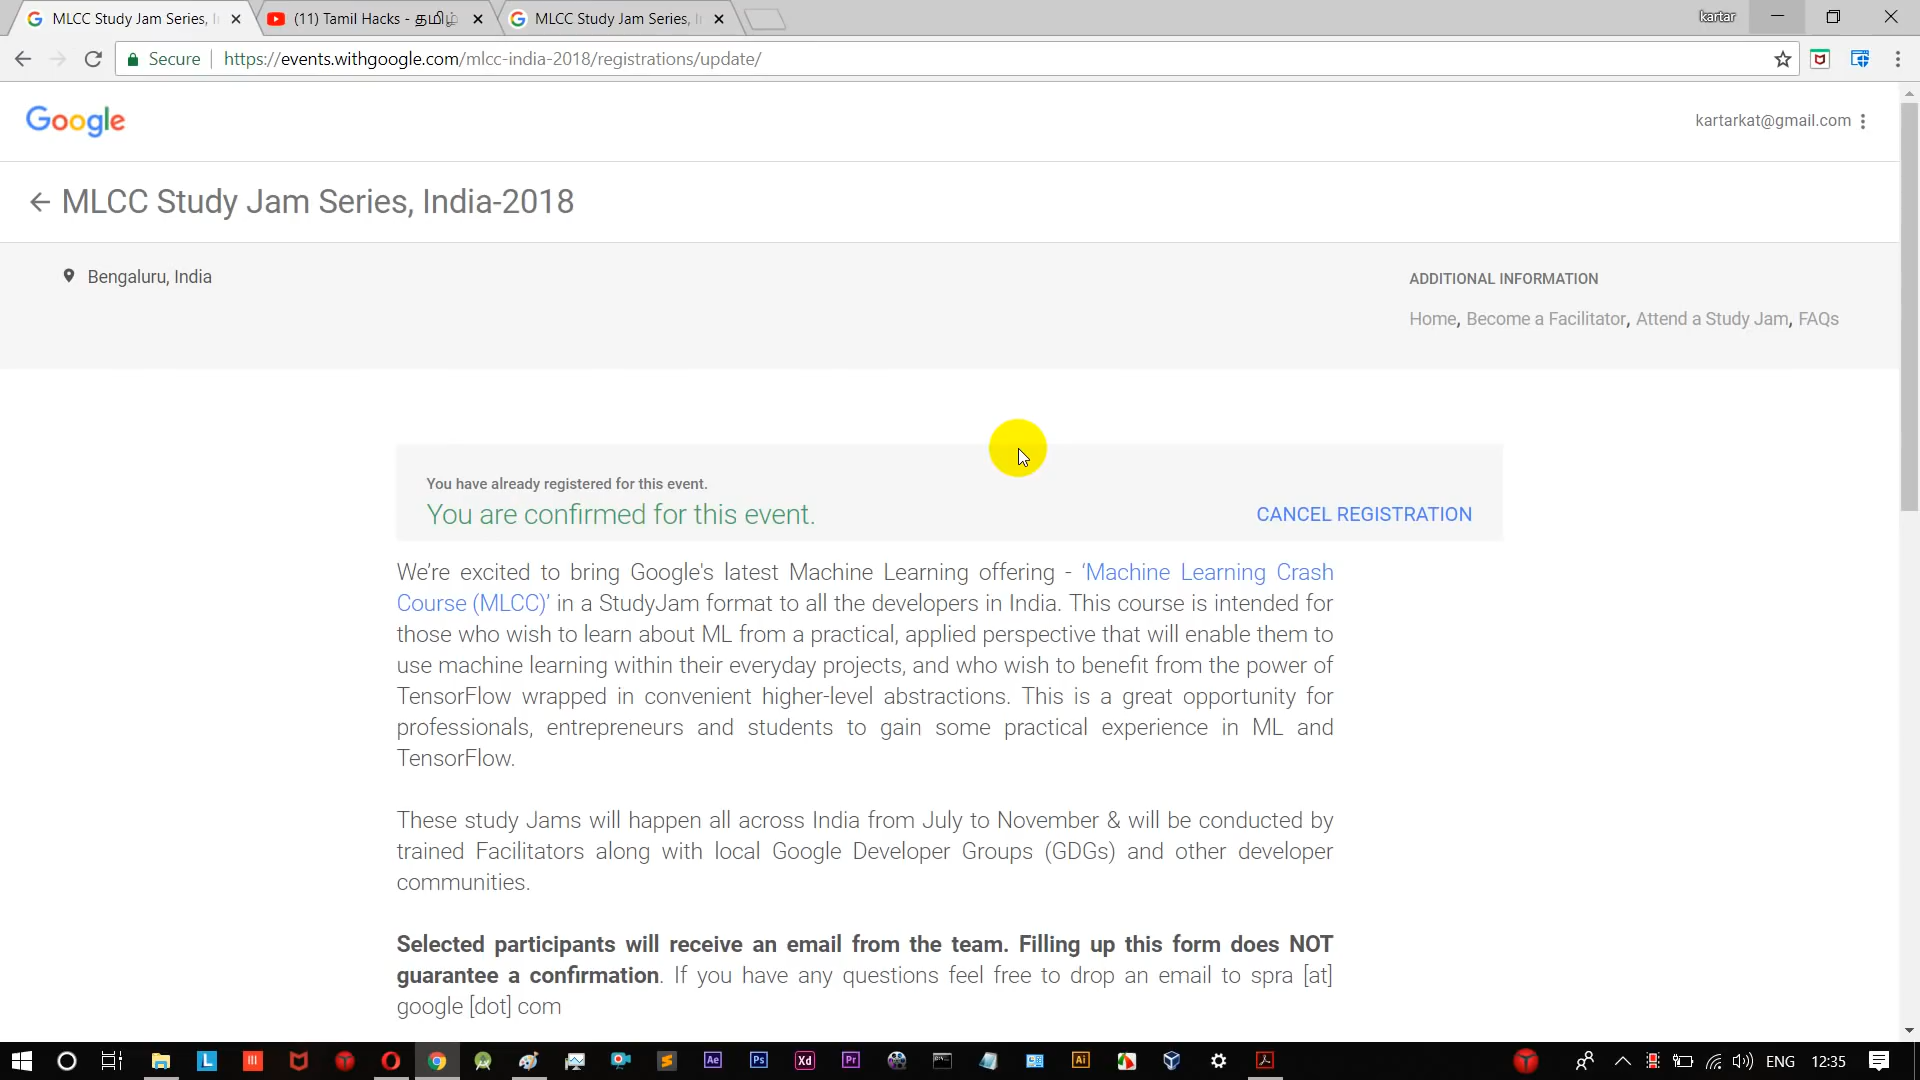 MLCC Study Jam Series, I
(11) Tamil Hacks - தமிழ்
MLCC Study Jam Series, I
kartar
Secure
https://events.withgoogle.com/mlcc-india-2018/registrations/update/
Google
kartarkat@gmail.com
MLCC Study Jam Series, India-2018
Bengaluru, India
ADDITIONAL INFORMATION
Home, Become a Facilitator, Attend a Study Jam, FAQs
You have already registered for this event.
You are confirmed for this event.
CANCEL REGISTRATION
We're excited to bring Google's latest Machine Learning offering - 'Machine Learning Crash
Course (MLCC)' in a StudyJam format to all the developers in India. This course is intended for
those who wish to learn about ML from a practical, applied perspective that will enable them to
use machine learning within their everyday projects, and who wish to benefit from the power of
TensorFlow wrapped in convenient higher-level abstractions. This is a great opportunity for
professionals, entrepreneurs and students to gain some practical experience in ML and
TensorFlow.
These study Jams will happen all across India from July to November & will be conducted by
trained Facilitators along with local Google Developer Groups (GDGs) and other developer
communities.
Selected participants will receive an email from the team. Filling up this form does NOT
guarantee a confirmation. If you have any questions feel free to drop an email to spra [at]
google [dot] com
L
Ae
Ps
Xd
Pr
Ai
ENG
12:35